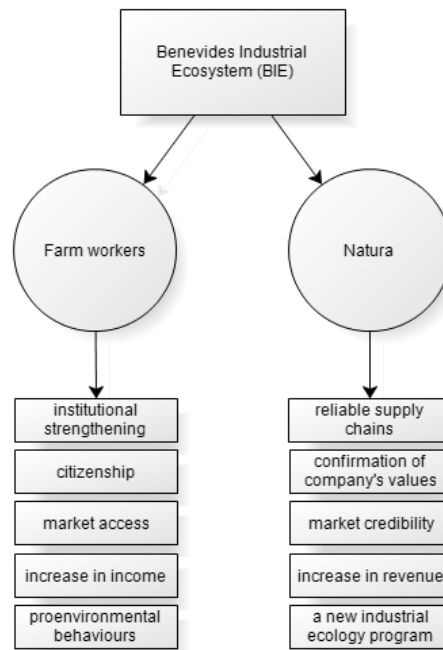 Benevides Industrial
Ecosystem (BIE)
Farm workers
Natura
institutional
strengthening
citizenship
market access
increase in income
proenvironmental
behaviours
reliable supply
chains
confirmation of
company's values
market credibility
increase in revenue
a new industrial
ecology program